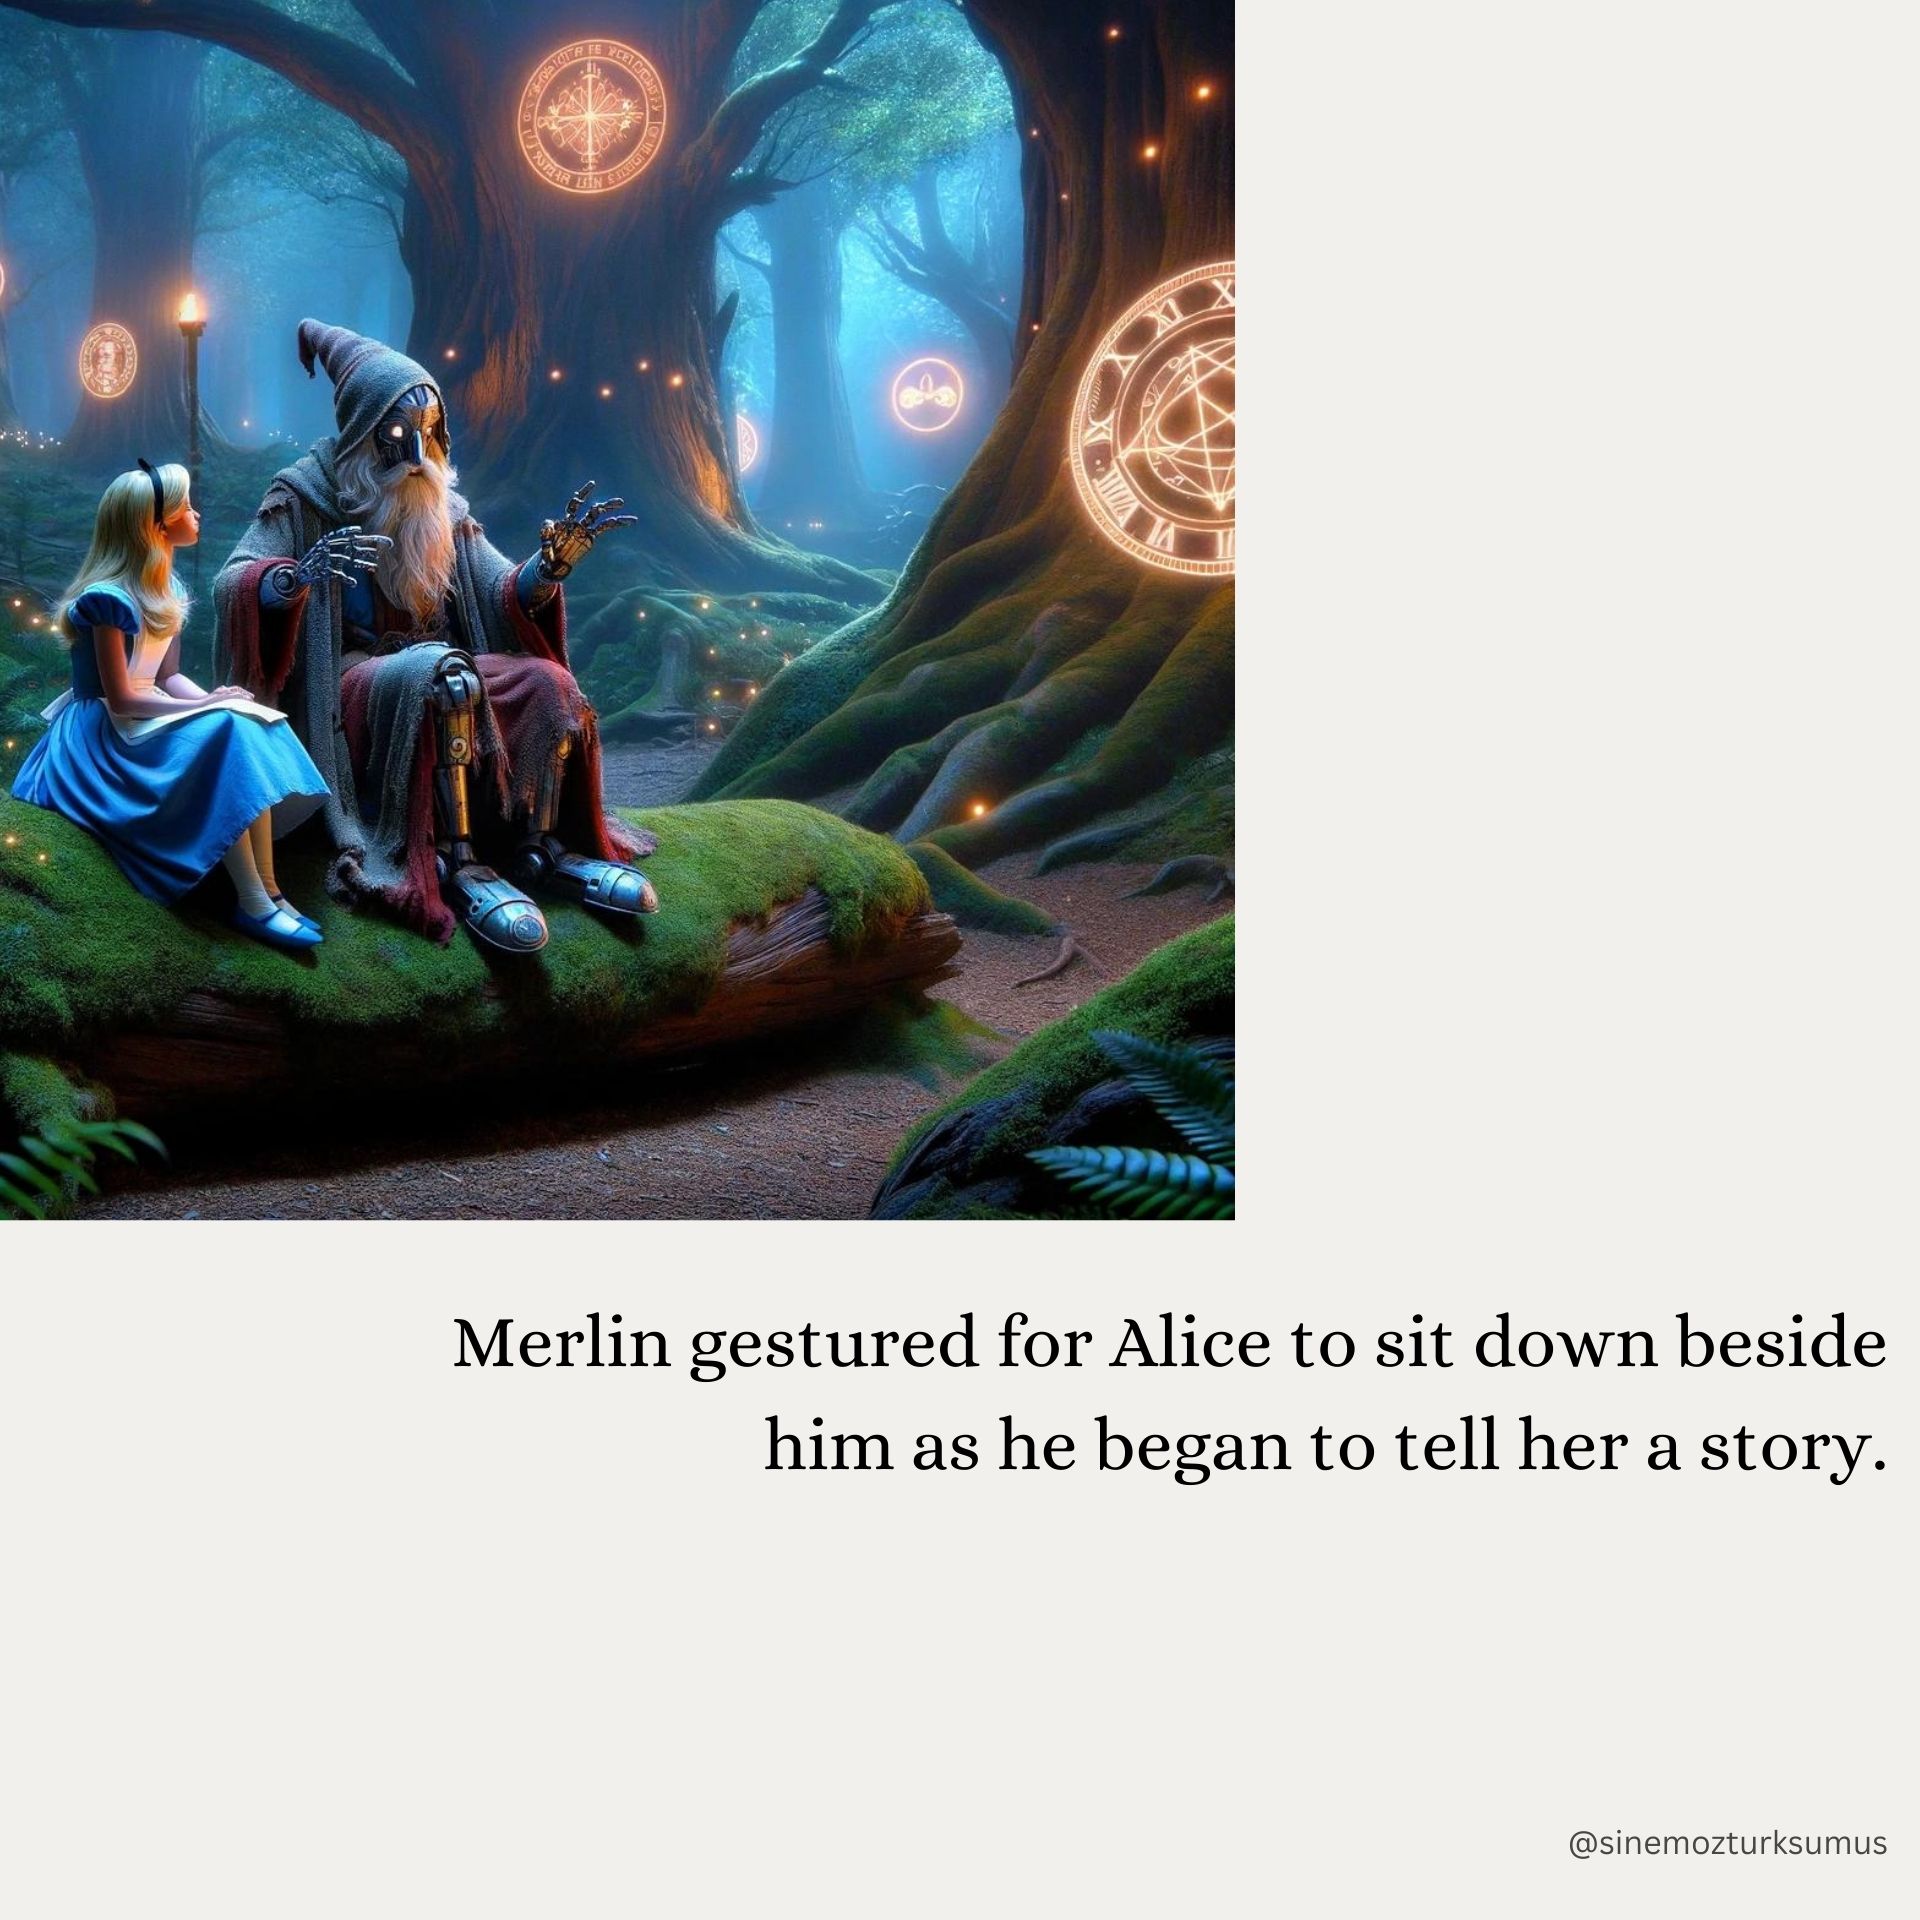 Merlin gestured for Alice to sit down beside
him as he began to tell her a story.
@sinemozturksumus